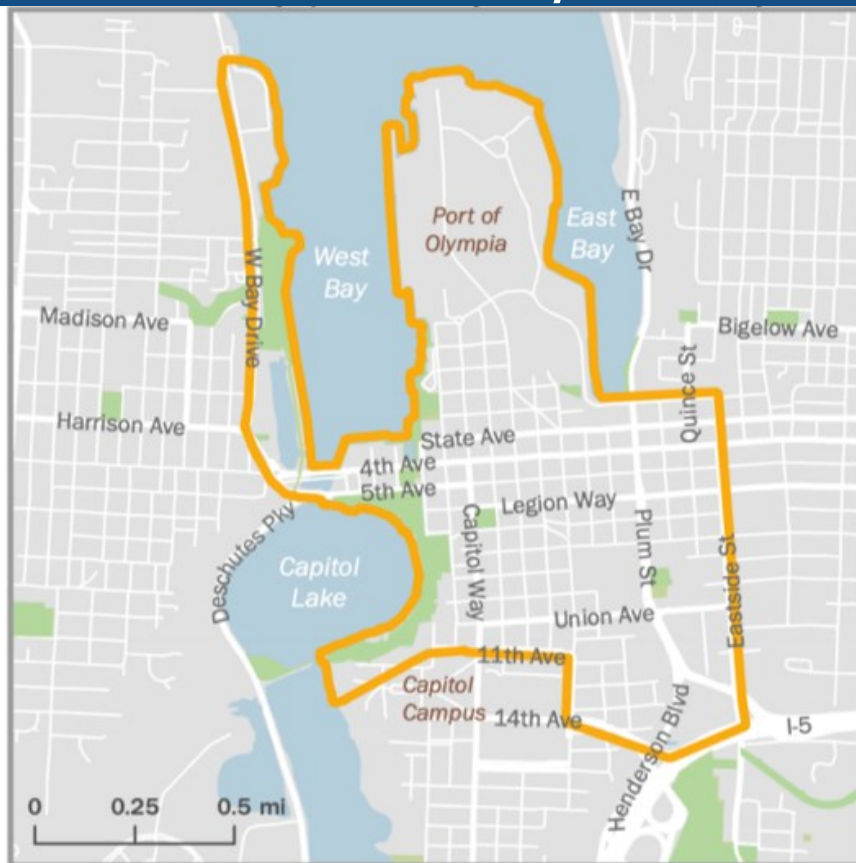 Port of
Olympia
East
Bay
E Bay Dr
West
Bay
W Bay Drive
Madison Ave
Bigelow Ave
Quince St
Harrison Ave
State Ave
4th Ave
5th Ave
Legion Way
Deschutes Pky
Capitol Way
Plum St
Capitol
Lake
Eastside St
Union Ave
11th Ave
Capitol
Campus
14th Ave
Henderson Blvd
I-5
0 0.25 0.5 mi